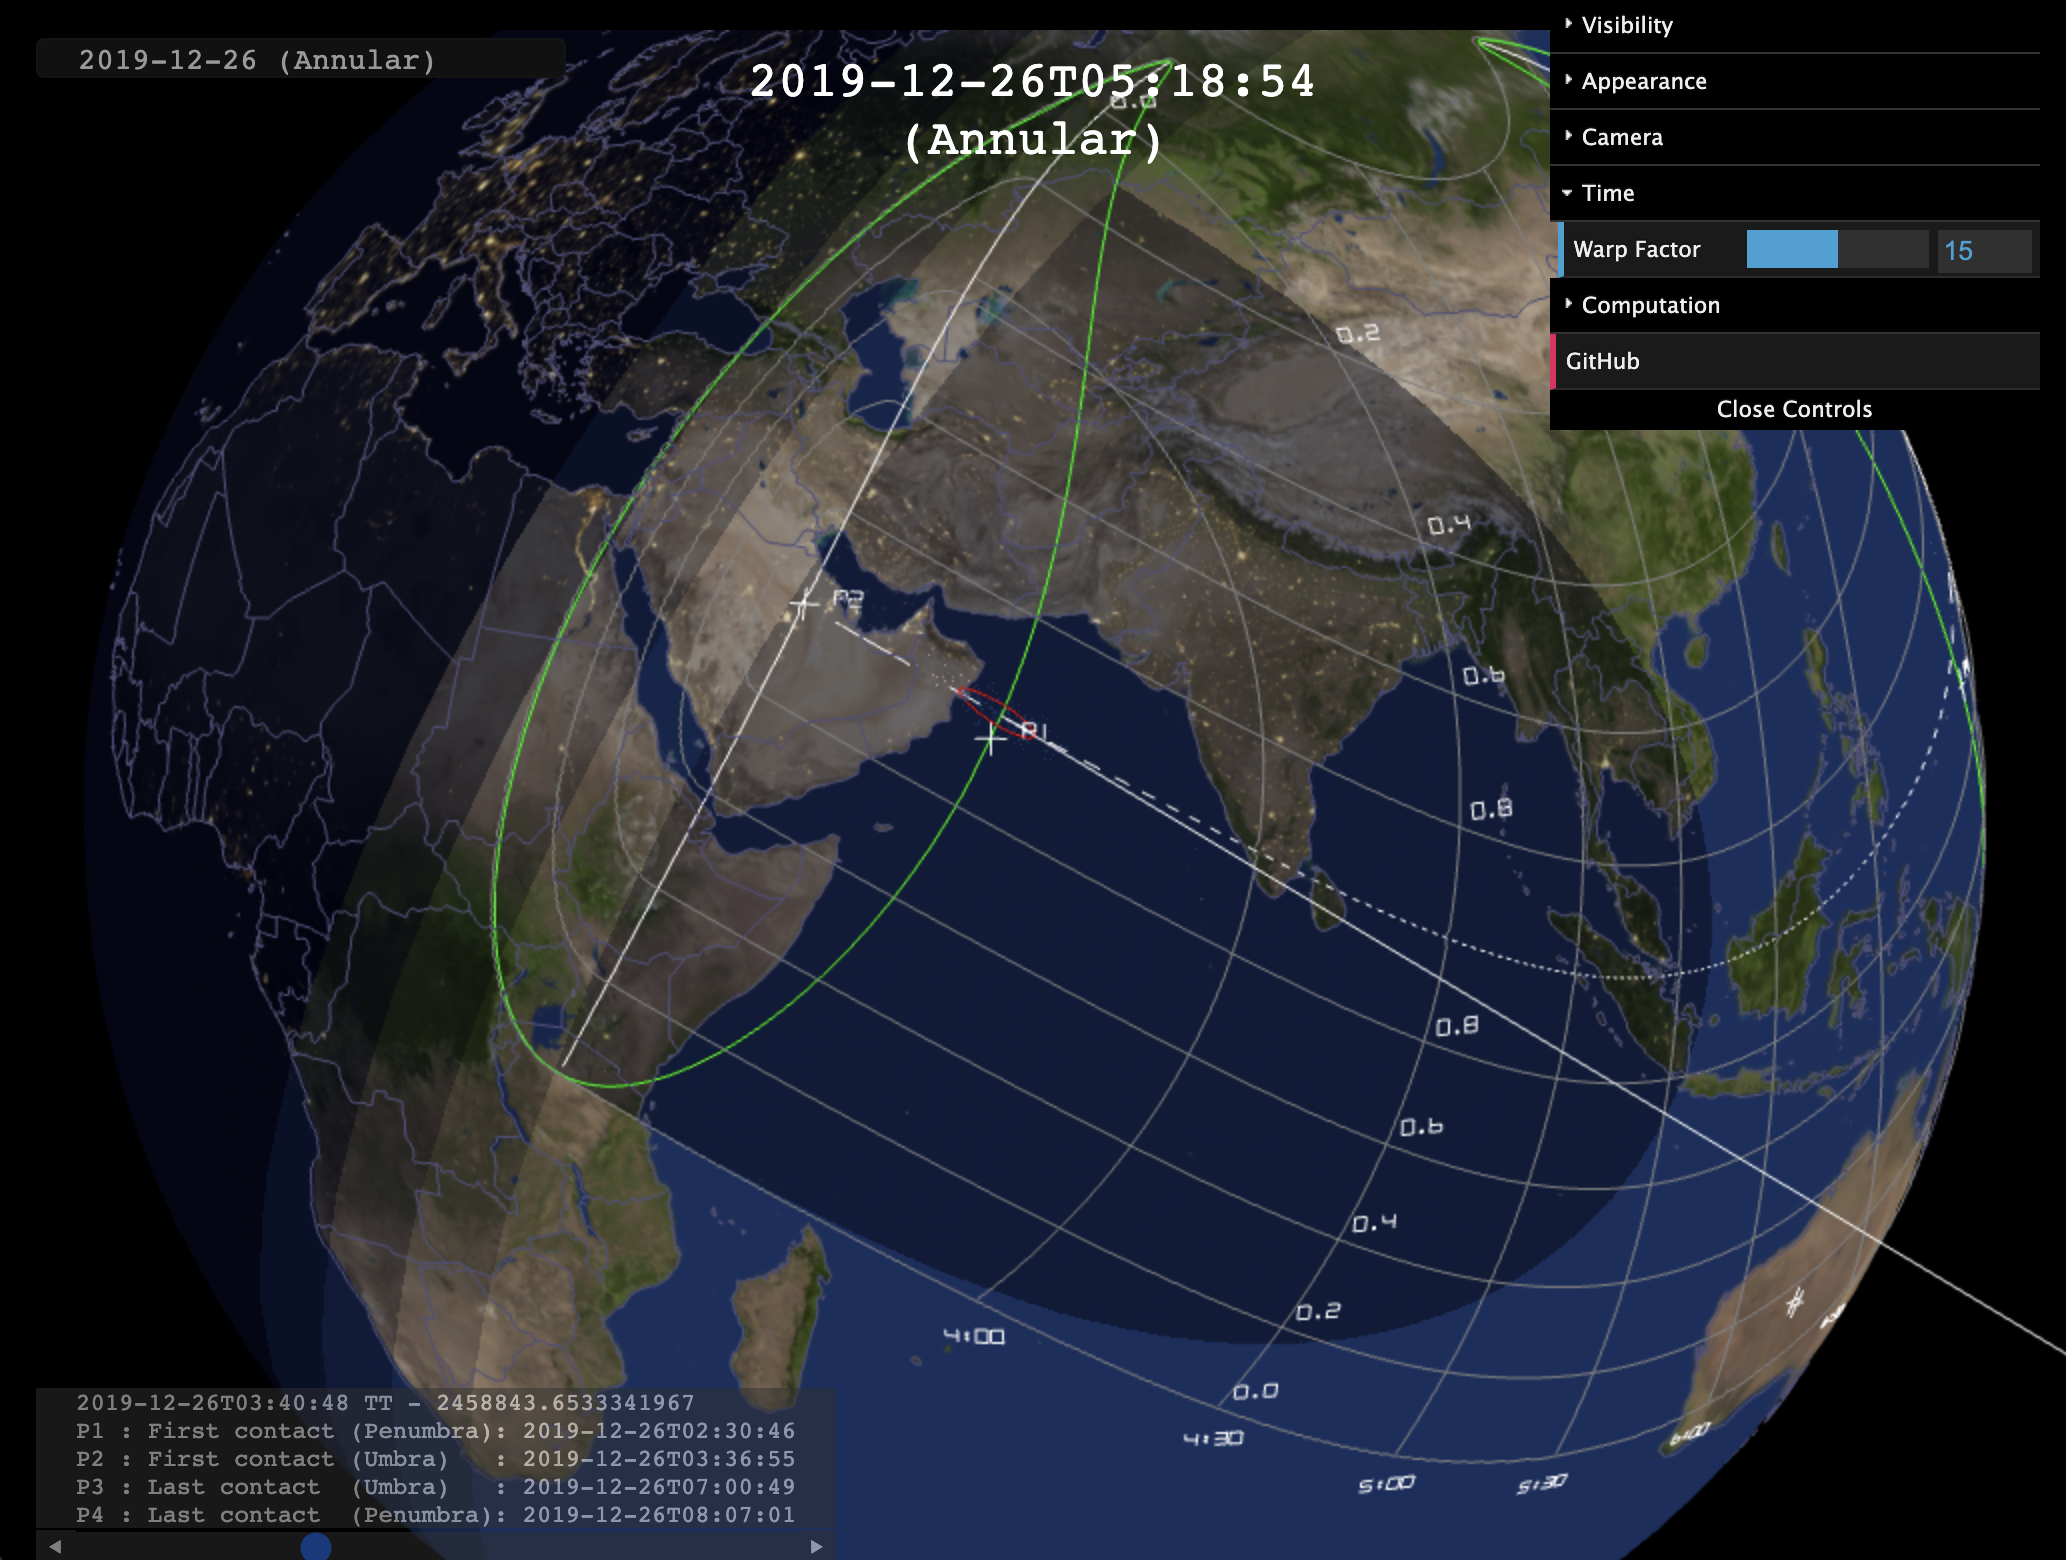 2019-12-26 (Annular)
2019-12-26T05:18:54
(Annular)
Visibility
Appearance
Camera
Time
Warp Factor 15
Computation
GitHub
Close Controls
0.0
0.2
0.4
P2
0.6
P1
0.8
0.8
0.6
0.4
0.2
4:00
0.0
4:30
6:00
5:00
5:30
2019-12-26T03:40:48 TT - 2458843.6533341967
P1 : First contact (Penumbra): 2019-12-26T02:30:46
P2 : First contact (Umbra)   : 2019-12-26T03:36:55
P3 : Last contact  (Umbra)   : 2019-12-26T07:00:49
P4 : Last contact  (Penumbra): 2019-12-26T08:07:01